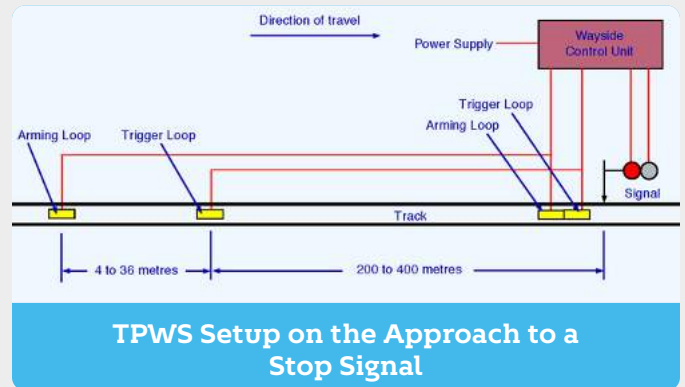 Direction of travel
Power Supply
Wayside
Control Unit
Trigger Loop
Arming Loop
Arming Loop
Trigger Loop
Signal
Track
4 to 36 metres
200 to 400 metres
TPWS Setup on the Approach to a
Stop Signal